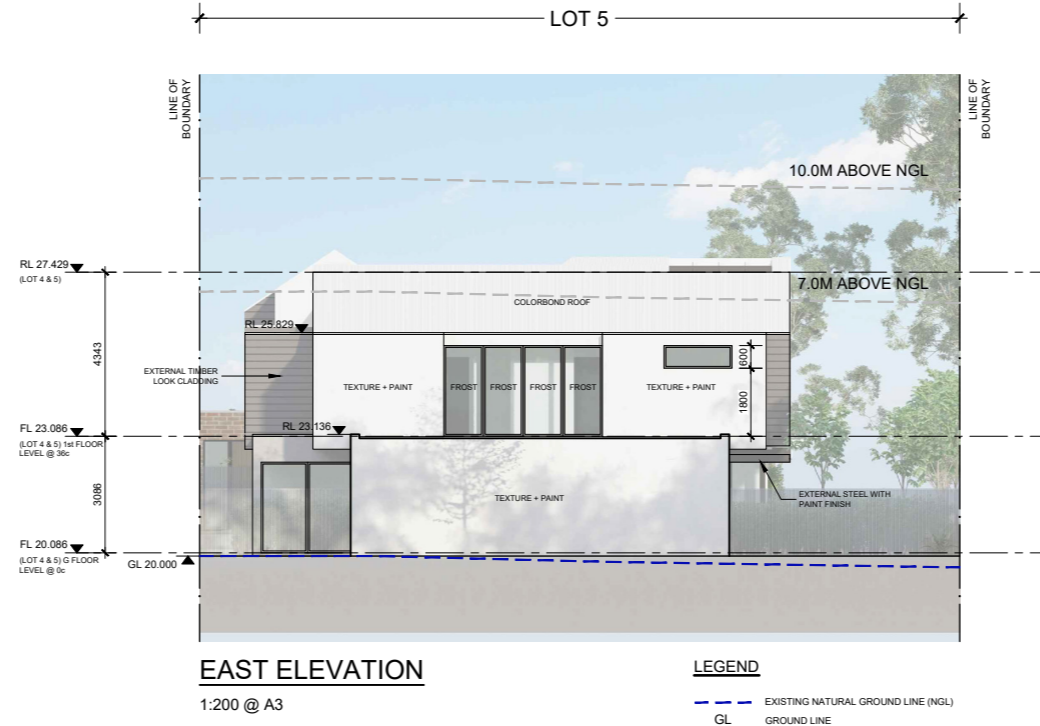 LOT 5
LINE OF
BOUNDARY
LINE OF
BOUNDARY
10.0M ABOVE NGL
RL 27.429
(LOT 4 & 5)
7.0M ABOVE NGL
COLORBOND ROOF
RL 25.829
4343
600
EXTERNAL TIMBER
LOOK CLADDING
TEXTURE + PAINT
FROST
FROST
FROST
FROST
TEXTURE + PAINT
1800
FL 23.086
(LOT 4 & 5) 1st FLOOR
LEVEL @ 36c
RL 23.136
3086
TEXTURE + PAINT
EXTERNAL STEEL WITH
PAINT FINISH
FL 20.086
(LOT 4 & 5) G FLOOR
LEVEL @ 0c
GL 20.000
EAST ELEVATION
1:200 @ A3
LEGEND
EXISTING NATURAL GROUND LINE (NGL)
GL GROUND LINE